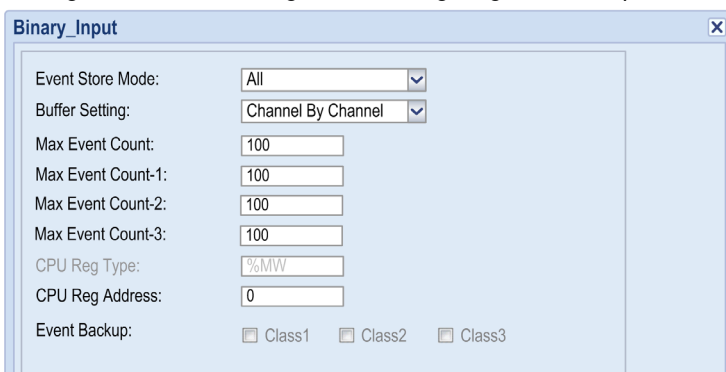 Binary_Input
Event Store Mode: All
Buffer Setting: Channel By Channel
Max Event Count: 100
Max Event Count-1: 100
Max Event Count-2: 100
Max Event Count-3: 100
CPU Reg Type: %MW
CPU Reg Address: 0
Event Backup: Class1 Class2 Class3